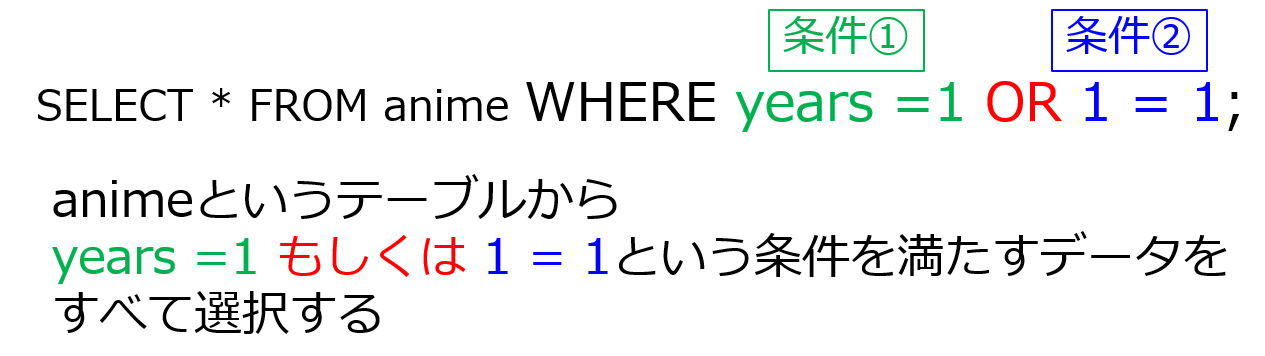 条件① 条件②
SELECT * FROM anime WHERE years =1 OR 1 = 1;
animeというテーブルから
years =1 もしくは 1 = 1という条件を満たすデータを
すべて選択する